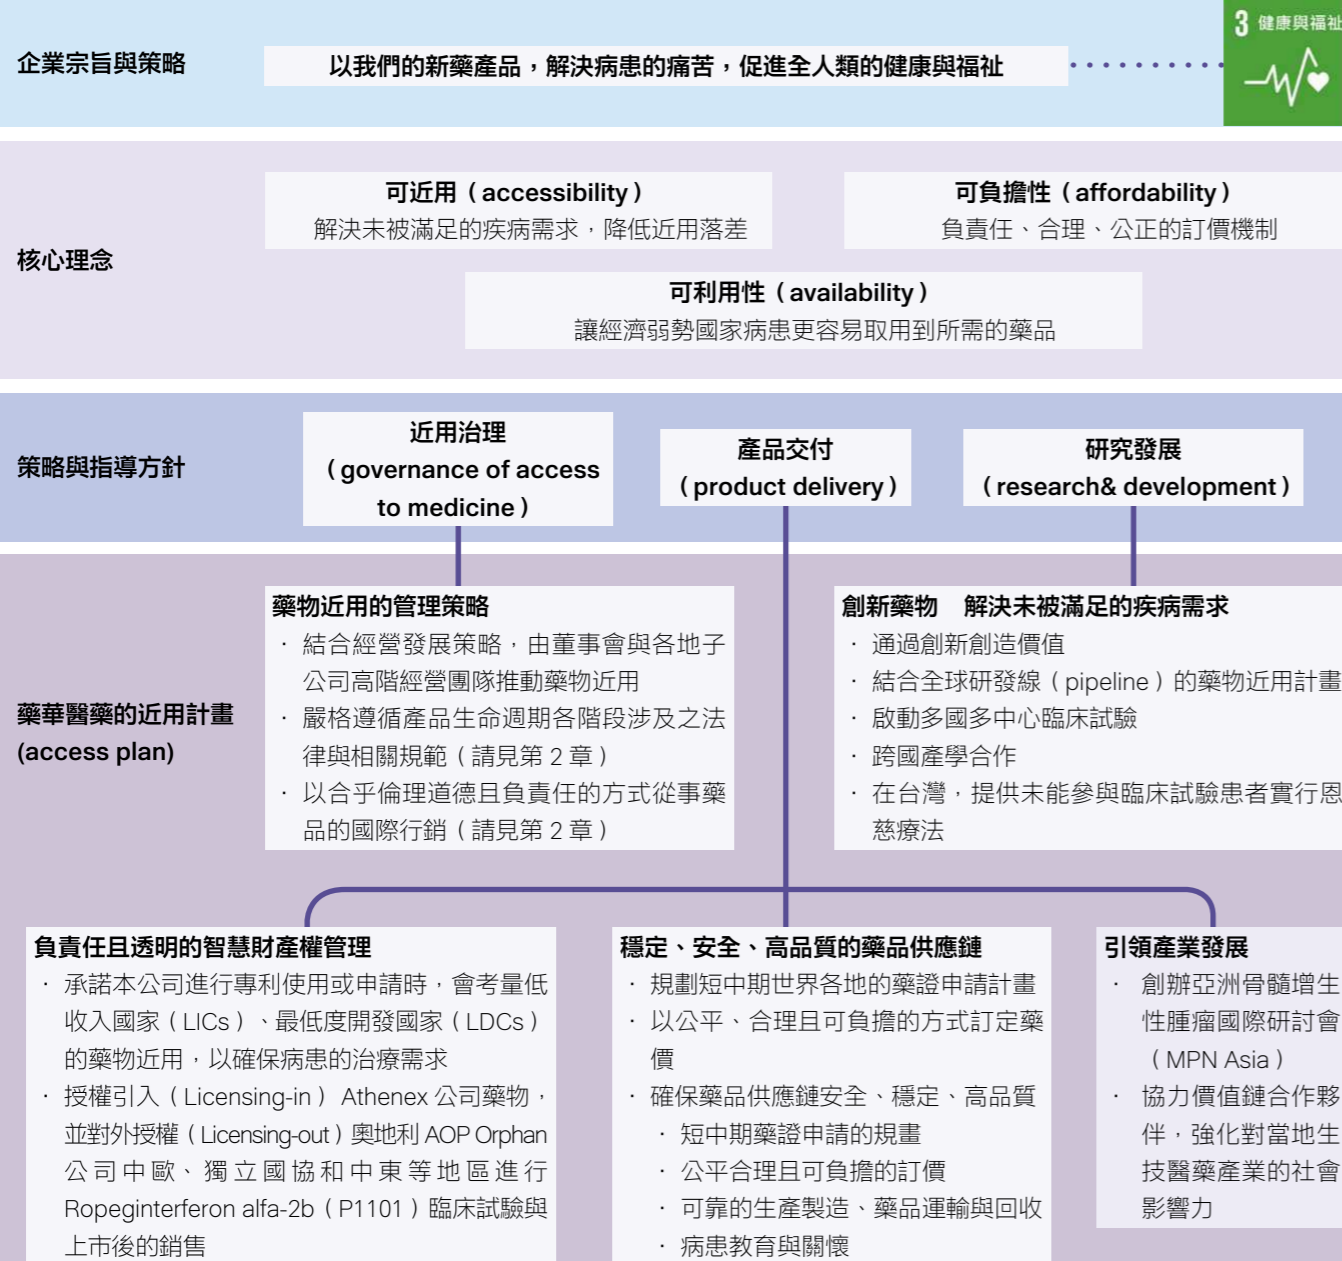 企業宗旨與策略
以我們的新藥產品，解決病患的痛苦，促進全人類的健康與福祉
3 健康與福祉
核心理念
可近用（accessibility）
解決未被滿足的疾病需求，降低近用落差
可負擔性（affordability）
負責任、合理、公正的訂價機制
可利用性（availability）
讓經濟弱勢國家病患更容易取用到所需的藥品
策略與指導方針
近用治理
（governance of access
to medicine）
產品交付
（product delivery）
研究發展
（research& development）
藥華醫藥的近用計畫
(access plan)
藥物近用的管理策略
· 結合經營發展策略，由董事會與各地子
公司高階經營團隊推動藥物近用
· 嚴格遵循產品生命週期各階段涉及之法
律與相關規範（請見第 2 章）
· 以合乎倫理道德且負責任的方式從事藥
品的國際行銷（請見第 2 章）
創新藥物　解決未被滿足的疾病需求
· 通過創新創造價值
· 結合全球研發線（pipeline）的藥物近用計畫
· 啟動多國多中心臨床試驗
· 跨國產學合作
· 在台灣，提供未能參與臨床試驗患者實行恩
慈療法
負責任且透明的智慧財產權管理
· 承諾本公司進行專利使用或申請時，會考量低
收入國家（LICs）、最低度開發國家（LDCs）
的藥物近用，以確保病患的治療需求
· 授權引入（Licensing-in） Athenex 公司藥物，
並對外授權（Licensing-out）奧地利 AOP Orphan
公司中歐、獨立國協和中東等地區進行
Ropeginterferon alfa-2b（P1101）臨床試驗與
上市後的銷售
穩定、安全、高品質的藥品供應鏈
· 規劃短中期世界各地的藥證申請計畫
· 以公平、合理且可負擔的方式訂定藥
價
· 確保藥品供應鏈安全、穩定、高品質
· 短中期藥證申請的規畫
· 公平合理且可負擔的訂價
· 可靠的生產製造、藥品運輸與回收
· 病患教育與關懷
引領產業發展
· 創辦亞洲骨髓增生
性腫瘤國際研討會
（MPN Asia）
· 協力價值鏈合作夥
伴，強化對當地生
技醫藥產業的社會
影響力